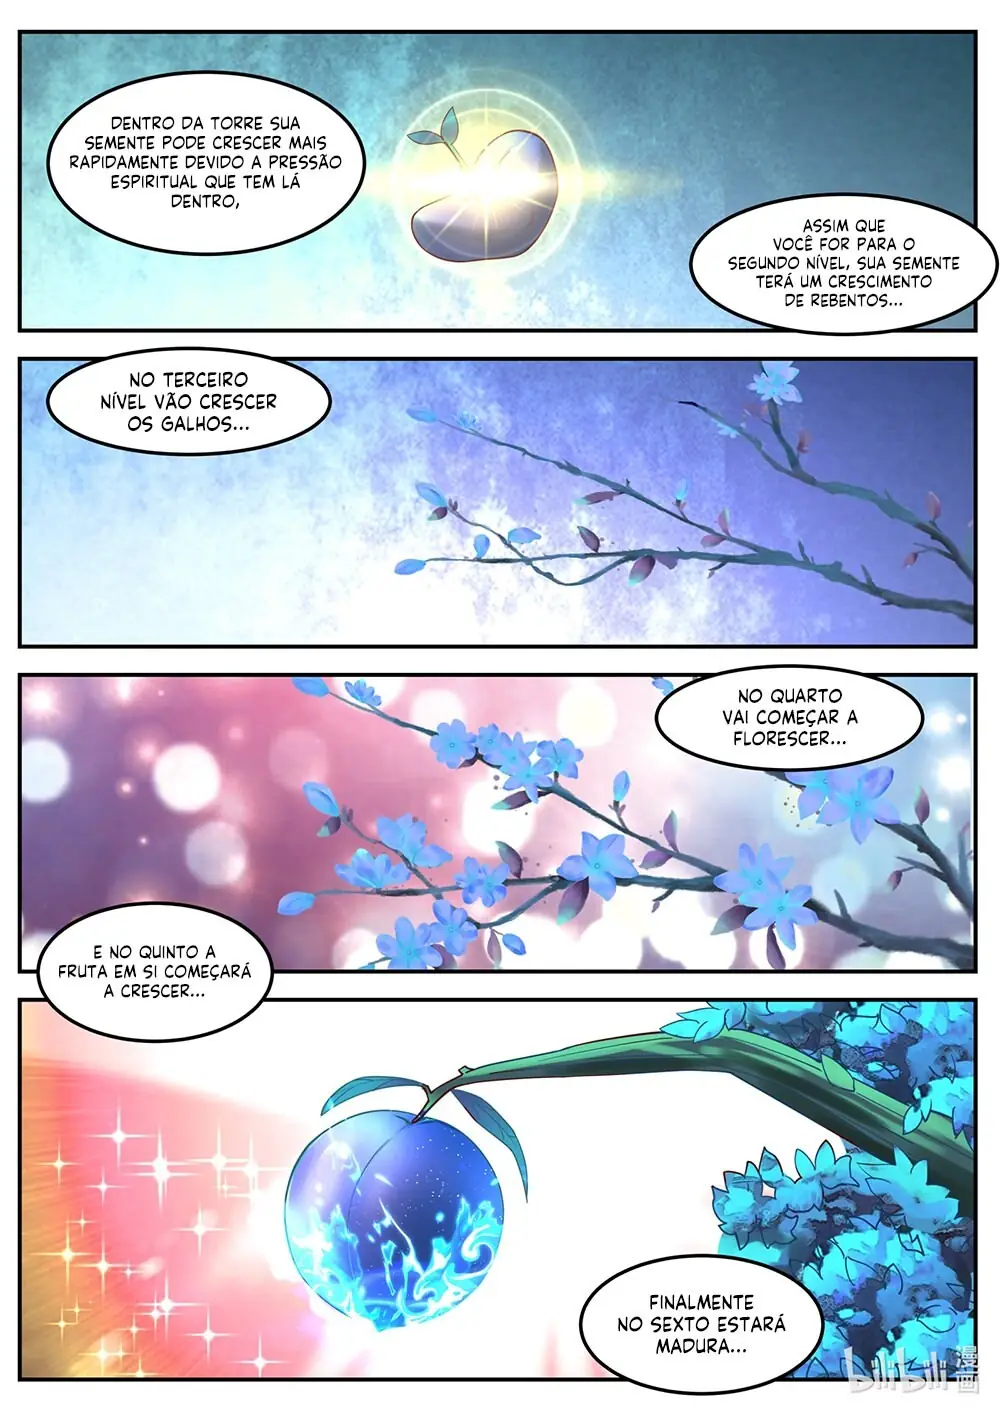 DENTRO DA TORRE SUA
SEMENTE PODE CRESCER MAIS
RAPIDAMENTE DEVIDO A PRESSÃO
ESPIRITUAL QUE TEM LÁ
DENTRO,
ASSIM QUE
VOCÊ FOR PARA O
SEGUNDO NÍVEL, SUA SEMENTE
TERÁ UM CRESCIMENTO
DE REBENTOS...
NO TERCEIRO
NÍVEL VÃO CRESCER
OS GALHOS...
NO QUARTO
VAI COMEÇAR A
FLORESCER...
E NO QUINTO A
FRUTA EM SI COMEÇARÁ
A CRESCER...
FINALMENTE
NO SEXTO ESTARÁ
MADURA...
bilibili 漫画